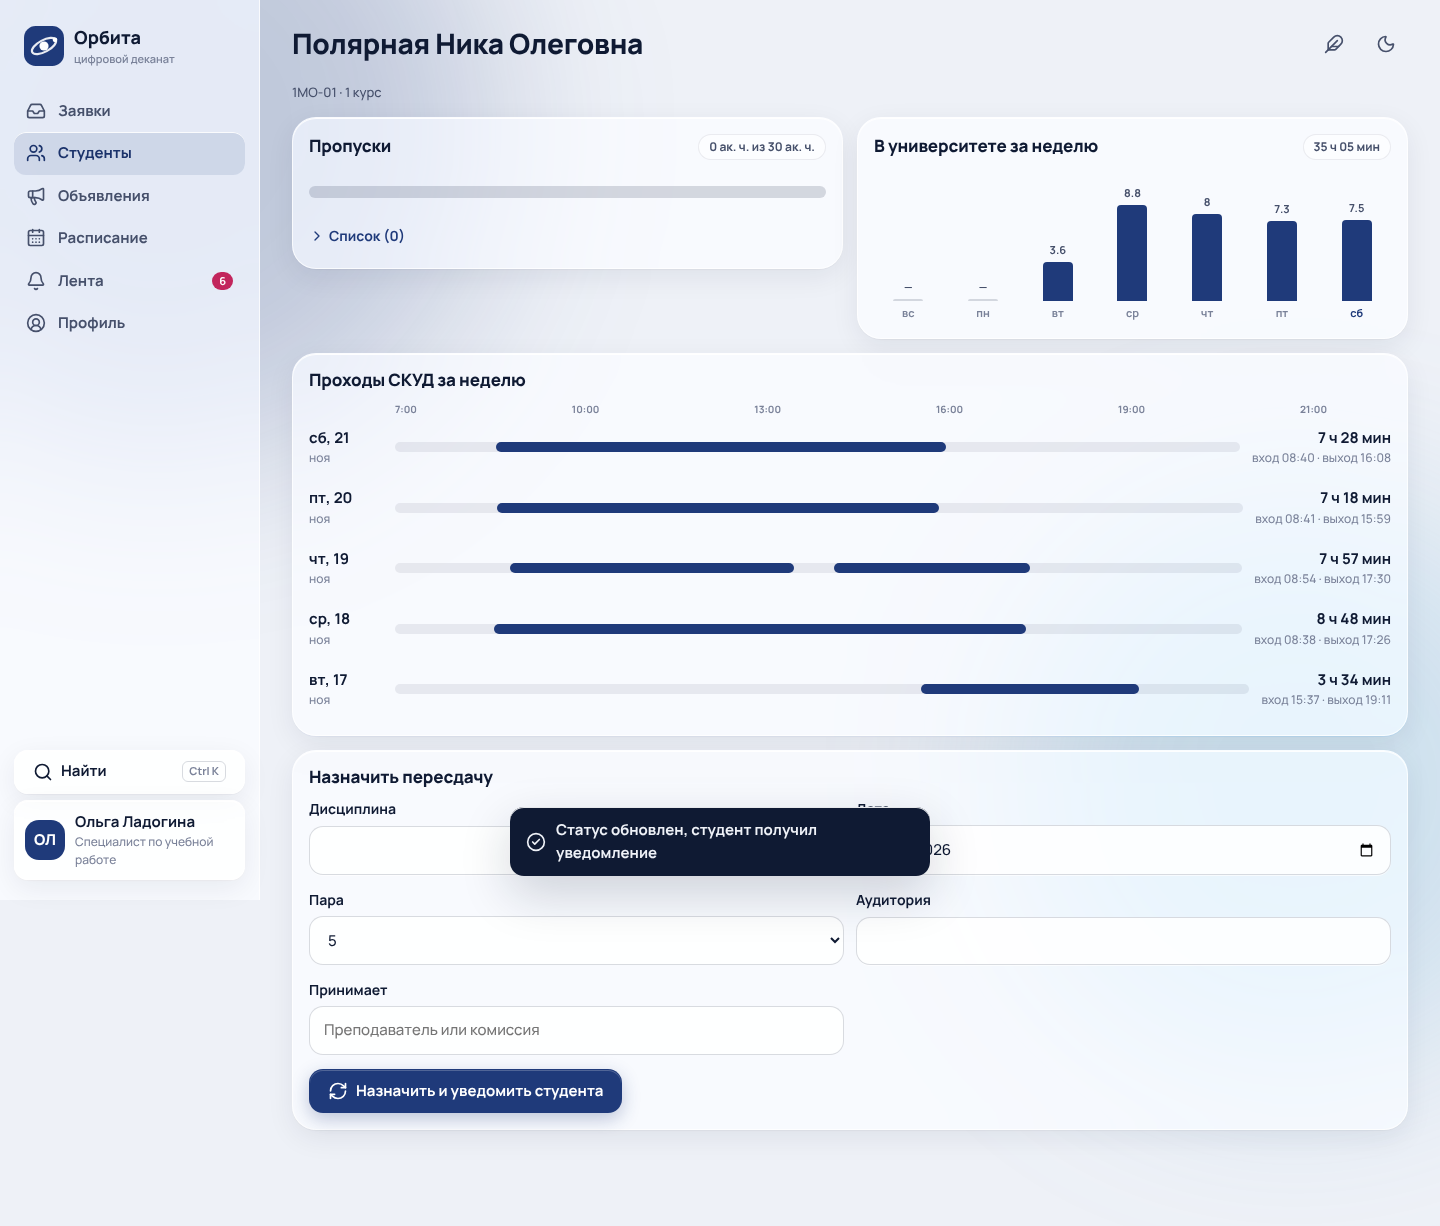 Орбита
цифровой деканат
Заявки
Студенты
Объявления
Расписание
Лента
6
Профиль
Найти
Ctrl K
ОЛ
Ольга Ладогина
Специалист по учебной
работе
Полярная Ника Олеговна
1МО-01 · 1 курс
Пропуски
0 ак. ч. из 30 ак. ч.
Список (0)
В университете за неделю
35 ч 05 мин
– – 3.6 8.8 8 7.3 7.5
вс пн вт ср чт пт сб
Проходы СКУД за неделю
7:00 10:00 13:00 16:00 19:00 21:00
сб, 21
ноя
7 ч 28 мин
вход 08:40 · выход 16:08
пт, 20
ноя
7 ч 18 мин
вход 08:41 · выход 15:59
чт, 19
ноя
7 ч 57 мин
вход 08:54 · выход 17:30
ср, 18
ноя
8 ч 48 мин
вход 08:38 · выход 17:26
вт, 17
ноя
3 ч 34 мин
вход 15:37 · выход 19:11
Назначить пересдачу
Дисциплина
Статус обновлен, студент получил
уведомление
26
Пара
5
Аудитория
Принимает
Преподаватель или комиссия
Назначить и уведомить студента